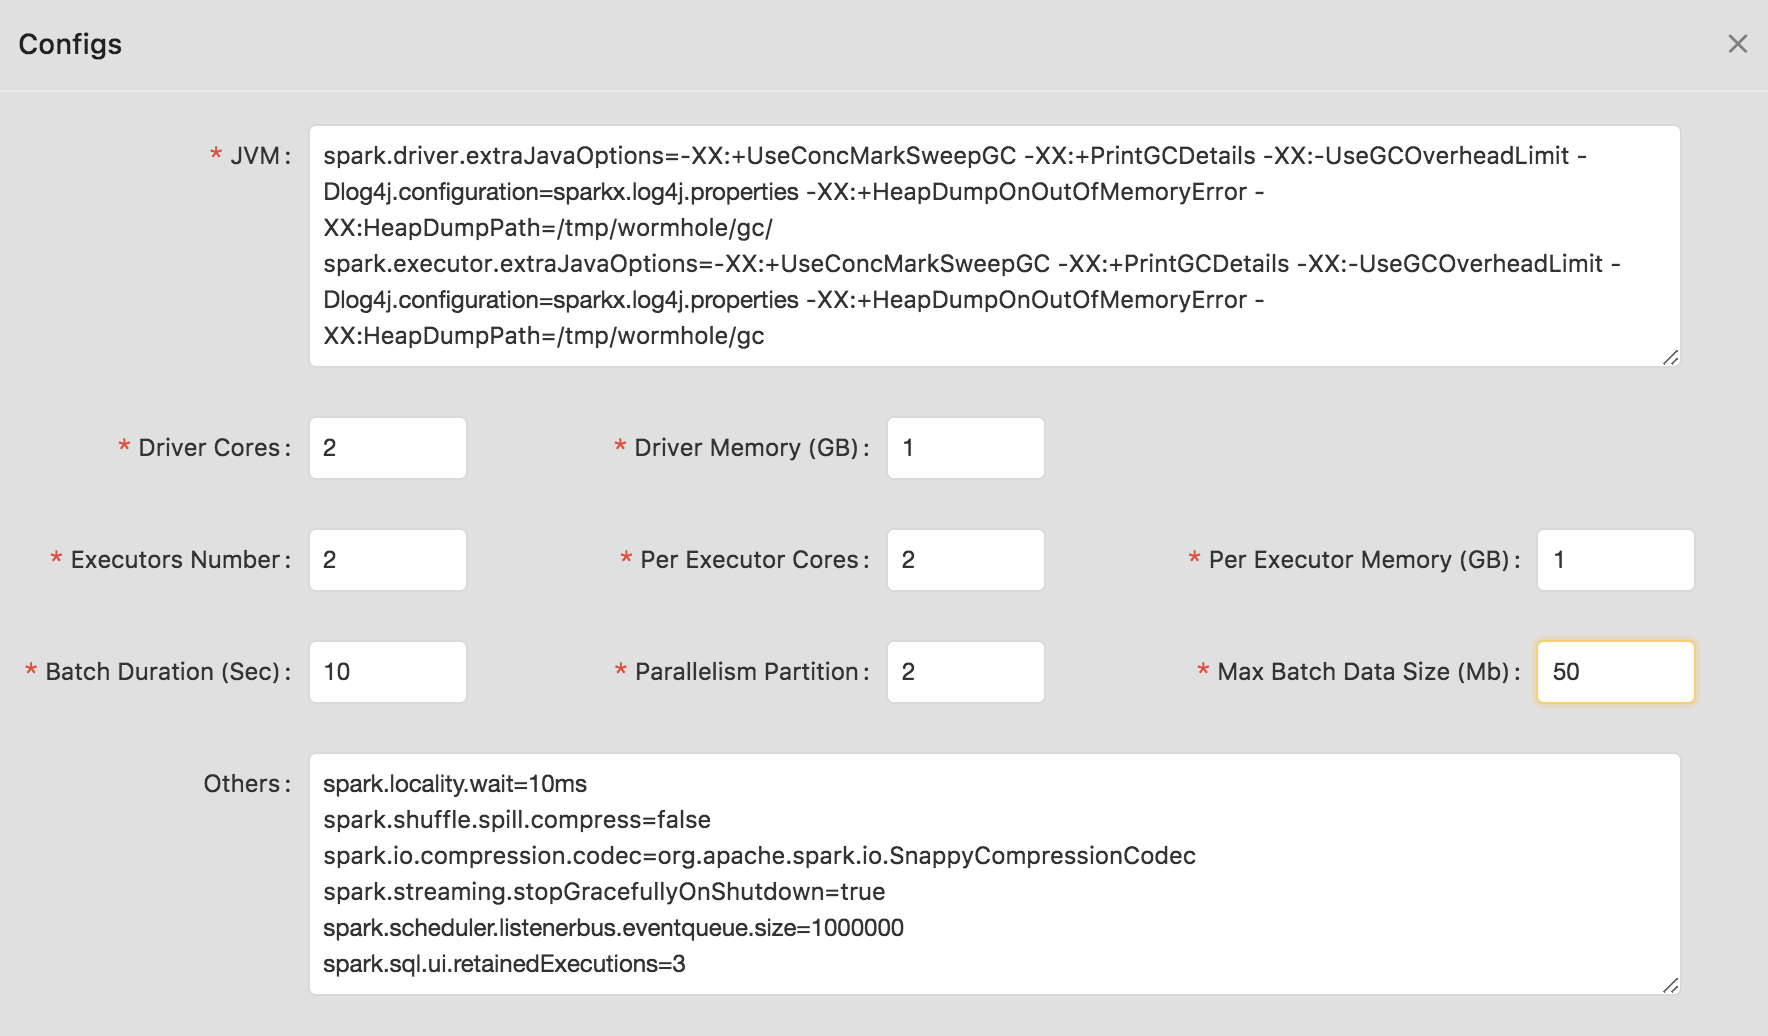 Configs
* JVM :
spark.driver.extraJavaOptions=-XX:+UseConcMarkSweepGC -XX:+PrintGCDetails -XX:-UseGCOverheadLimit -
Dlog4j.configuration=sparkx.log4j.properties -XX:+HeapDumpOnOutOfMemoryError -
XX:HeapDumpPath=/tmp/wormhole/gc/
spark.executor.extraJavaOptions=-XX:+UseConcMarkSweepGC -XX:+PrintGCDetails -XX:-UseGCOverheadLimit -
Dlog4j.configuration=sparkx.log4j.properties -XX:+HeapDumpOnOutOfMemoryError -
XX:HeapDumpPath=/tmp/wormhole/gc
* Driver Cores : 2 * Driver Memory (GB) : 1
* Executors Number : 2 * Per Executor Cores : 2 * Per Executor Memory (GB) : 1
* Batch Duration (Sec) : 10 * Parallelism Partition : 2 * Max Batch Data Size (Mb) : 50
Others :
spark.locality.wait=10ms
spark.shuffle.spill.compress=false
spark.io.compression.codec=org.apache.spark.io.SnappyCompressionCodec
spark.streaming.stopGracefullyOnShutdown=true
spark.scheduler.listenerbus.eventqueue.size=1000000
spark.sql.ui.retainedExecutions=3